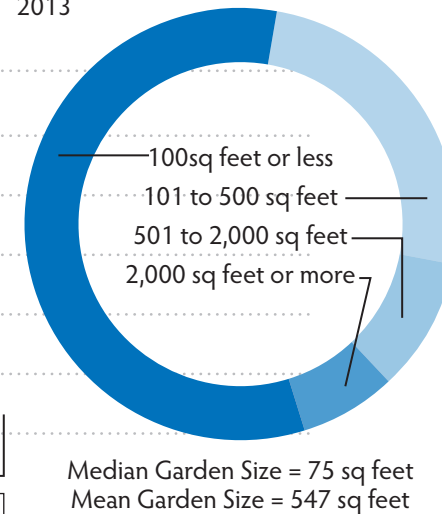 2013
100sq feet or less
101 to 500 sq feet
501 to 2,000 sq feet
2,000 sq feet or more
Median Garden Size = 75 sq feet
Mean Garden Size = 547 sq feet